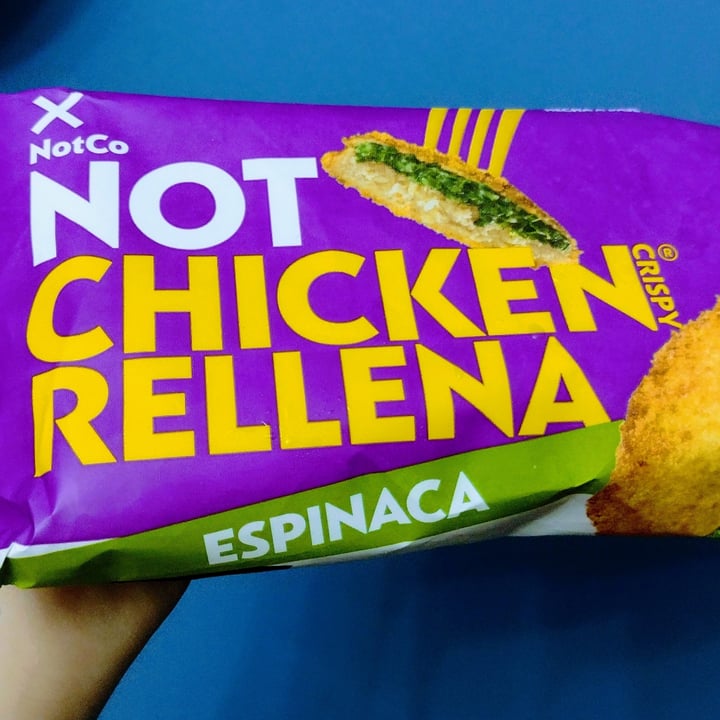 NotCo
NOT
CHICKEN
CRISPY®
RELLENA
ESPINACA